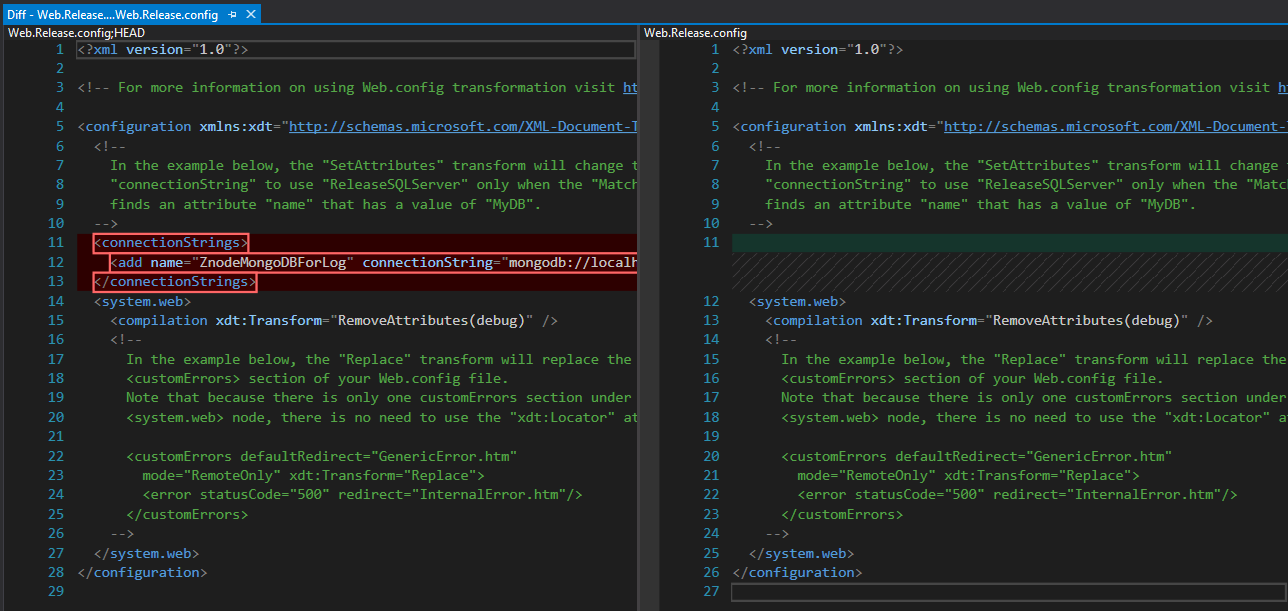 Diff - Web.Release....Web.Release.config
Web.Release.config;HEAD
1 <?xml version="1.0"?>
2
3 <!-- For more information on using Web.config transformation visit ht
4
5 <configuration xmlns:xdt="http://schemas.microsoft.com/XML-Document-T
6 <!--
7 In the example below, the "SetAttributes" transform will change t
8 "connectionString" to use "ReleaseSQLServer" only when the "Match
9 finds an attribute "name" that has a value of "MyDB".
10 -->
11 <connectionStrings>
12 <add name="ZnodeMongoDBForLog" connectionString="mongodb://localh
13 </connectionStrings>
14 <system.web>
15 <compilation xdt:Transform="RemoveAttributes(debug)" />
16 <!--
17 In the example below, the "Replace" transform will replace the
18 <customErrors> section of your Web.config file.
19 Note that because there is only one customErrors section under
20 <system.web> node, there is no need to use the "xdt:Locator" at
21
22 <customErrors defaultRedirect="GenericError.htm"
23 mode="RemoteOnly" xdt:Transform="Replace">
24 <error statusCode="500" redirect="InternalError.htm"/>
25 </customErrors>
26 -->
27 </system.web>
28 </configuration>
29
Web.Release.config
1 <?xml version="1.0"?>
2
3 <!-- For more information on using Web.config transformation visit h
4
5 <configuration xmlns:xdt="http://schemas.microsoft.com/XML-Document-
6 <!--
7 In the example below, the "SetAttributes" transform will change
8 "connectionString" to use "ReleaseSQLServer" only when the "Matc
9 finds an attribute "name" that has a value of "MyDB".
10 -->
11
12 <system.web>
13 <compilation xdt:Transform="RemoveAttributes(debug)" />
14 <!--
15 In the example below, the "Replace" transform will replace the
16 <customErrors> section of your Web.config file.
17 Note that because there is only one customErrors section under
18 <system.web> node, there is no need to use the "xdt:Locator" a
19
20 <customErrors defaultRedirect="GenericError.htm"
21 mode="RemoteOnly" xdt:Transform="Replace">
22 <error statusCode="500" redirect="InternalError.htm"/>
23 </customErrors>
24 -->
25 </system.web>
26 </configuration>
27